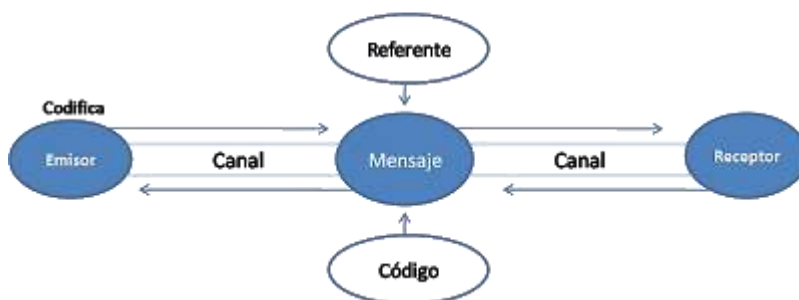 Referente
Codifica
Emisor
Canal
Mensaje
Canal
Receptor
Código